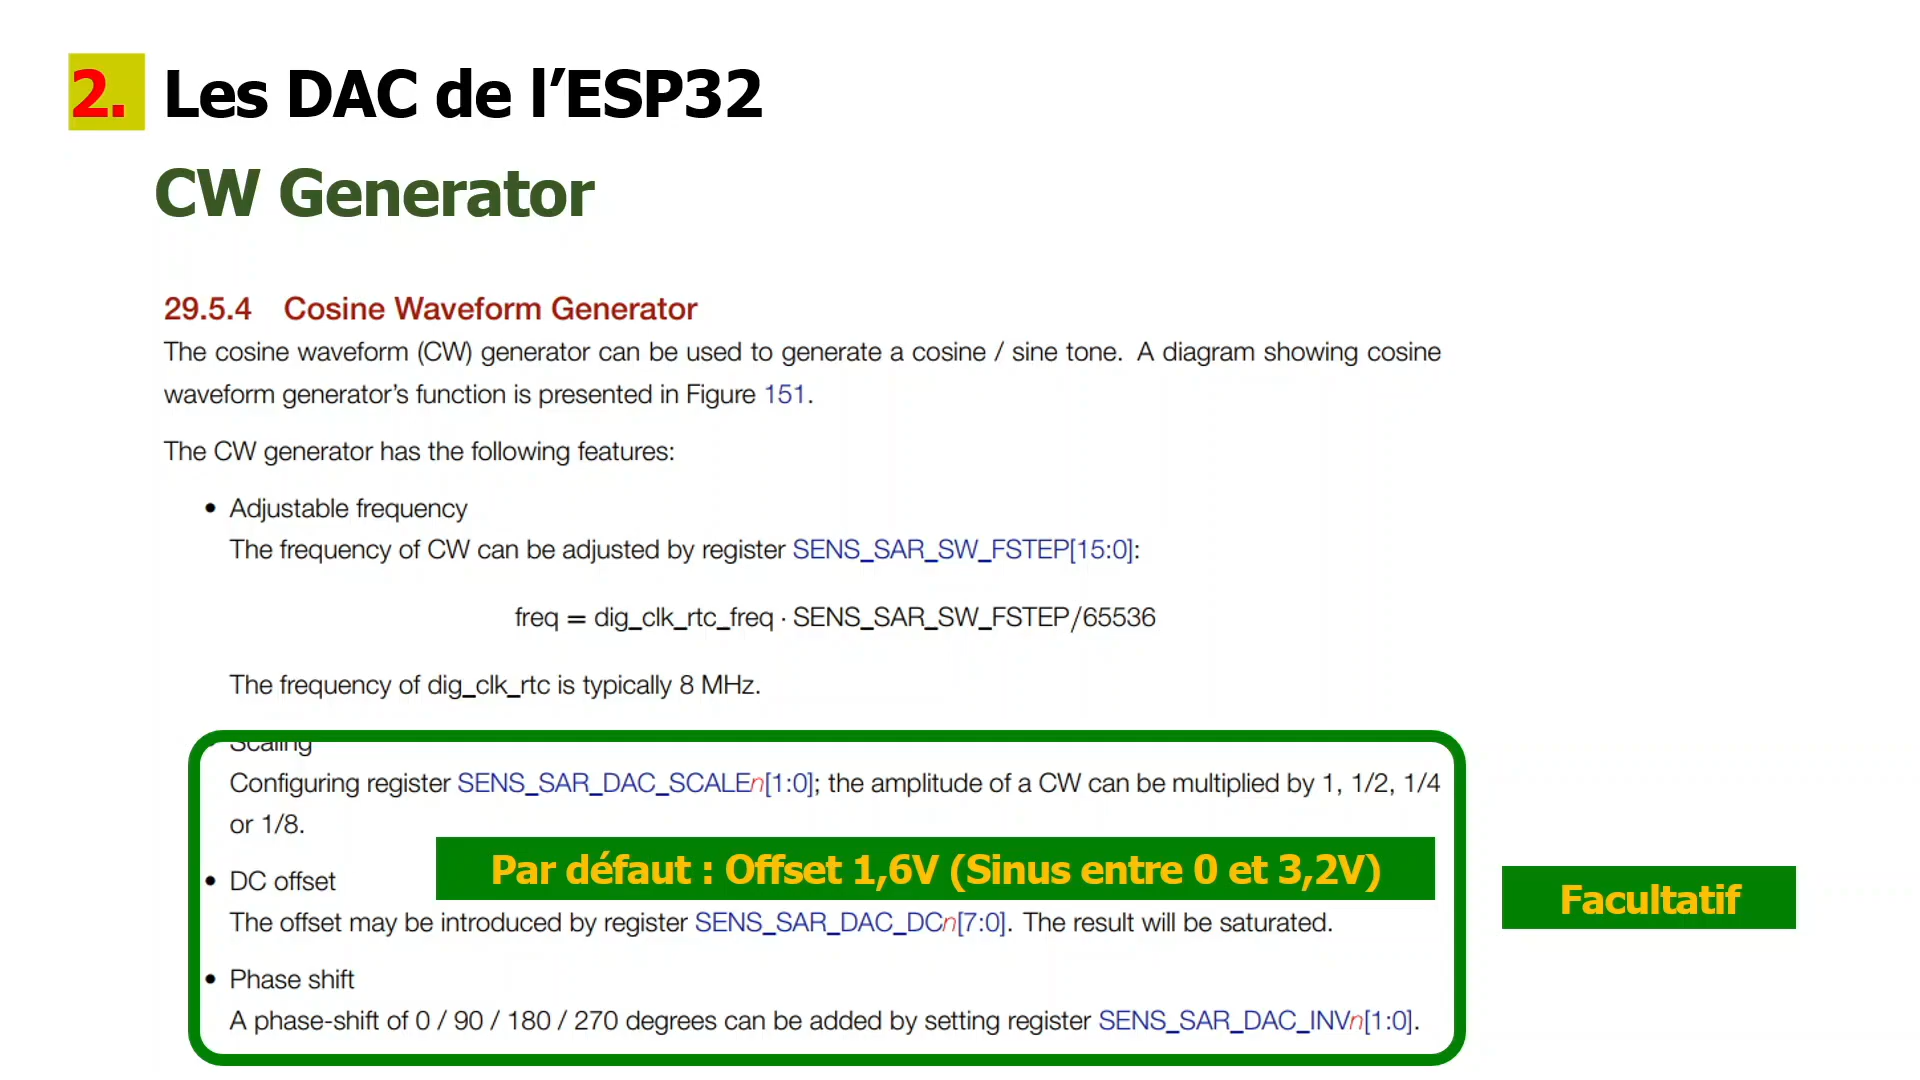 2. Les DAC de l’ESP32
CW Generator
29.5.4 Cosine Waveform Generator
The cosine waveform (CW) generator can be used to generate a cosine / sine tone. A diagram showing cosine
waveform generator’s function is presented in Figure 151.
The CW generator has the following features:
• Adjustable frequency
The frequency of CW can be adjusted by register SENS_SAR_SW_FSTEP[15:0]:
freq = dig_clk_rtc_freq · SENS_SAR_SW_FSTEP/65536
The frequency of dig_clk_rtc is typically 8 MHz.
• Scaling
Configuring register SENS_SAR_DAC_SCALEn[1:0]; the amplitude of a CW can be multiplied by 1, 1/2, 1/4
or 1/8.
Par défaut : Offset 1,6V (Sinus entre 0 et 3,2V)
• DC offset
Facultatif
The offset may be introduced by register SENS_SAR_DAC_DCn[7:0]. The result will be saturated.
• Phase shift
A phase-shift of 0 / 90 / 180 / 270 degrees can be added by setting register SENS_SAR_DAC_INVn[1:0].